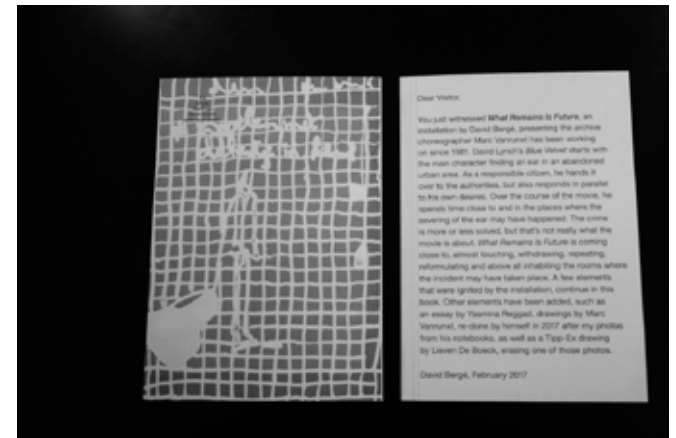 Dear Visitor,
You just witnessed What Remains Is Future, an
installation by David Bergé, presenting the archive
choreographer Marc Vanrunxt has been working
on since 1981. David Lynch's Blue Velvet starts with
the main character finding an ear in an abandoned
urban area. As a responsible citizen, he hands it
over to the authorities, but also responds in parallel
to his own desires. Over the course of the movie, he
spends time close to and in the places where the
severing of the ear may have happened. The crime
is more or less solved, but that's not really what the
movie is about. What Remains Is Future is coming
close to, almost touching, withdrawing, repeating,
reformulating and above all inhabiting the rooms where
the incident may have taken place. A few elements
that were ignited by the installation, continue in this
book. Other elements have been added, such as
an essay by Yasmina Reggad, drawings by Marc
Vanrunxt, re-done by himself in 2017 after my photos
from his notebooks, as well as a Tipp-Ex drawing
by Lieven De Boeck, erasing one of those photos.
David Bergé, February 2017